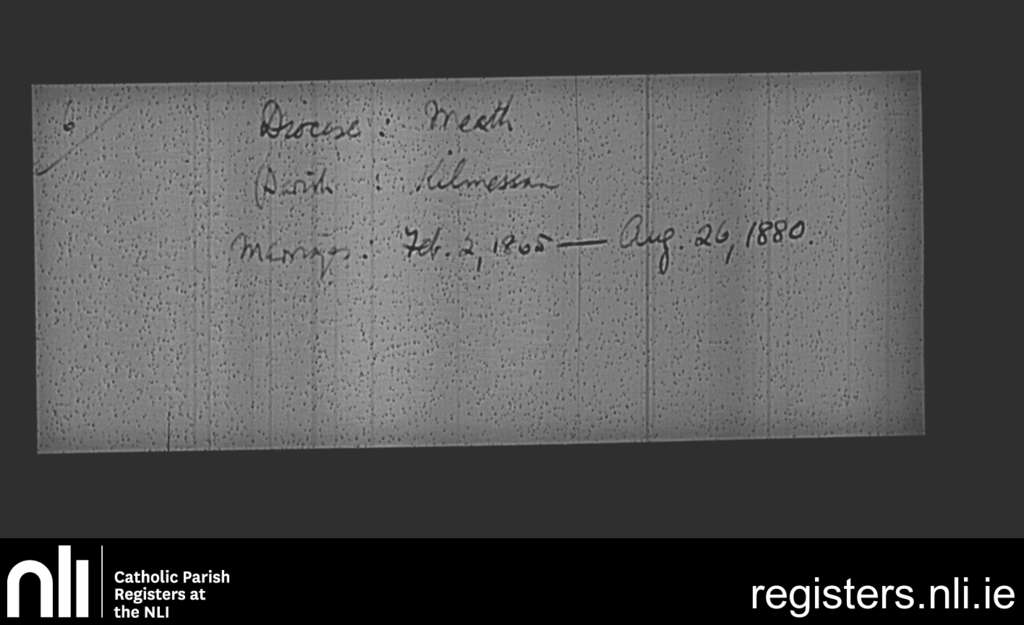 6
Diocese : Meath
Parish : Kilmessan
Marriages : Feb. 2, 1865 — Aug. 26, 1880.
nli
Catholic Parish
Registers at
the NLI
registers.nli.ie